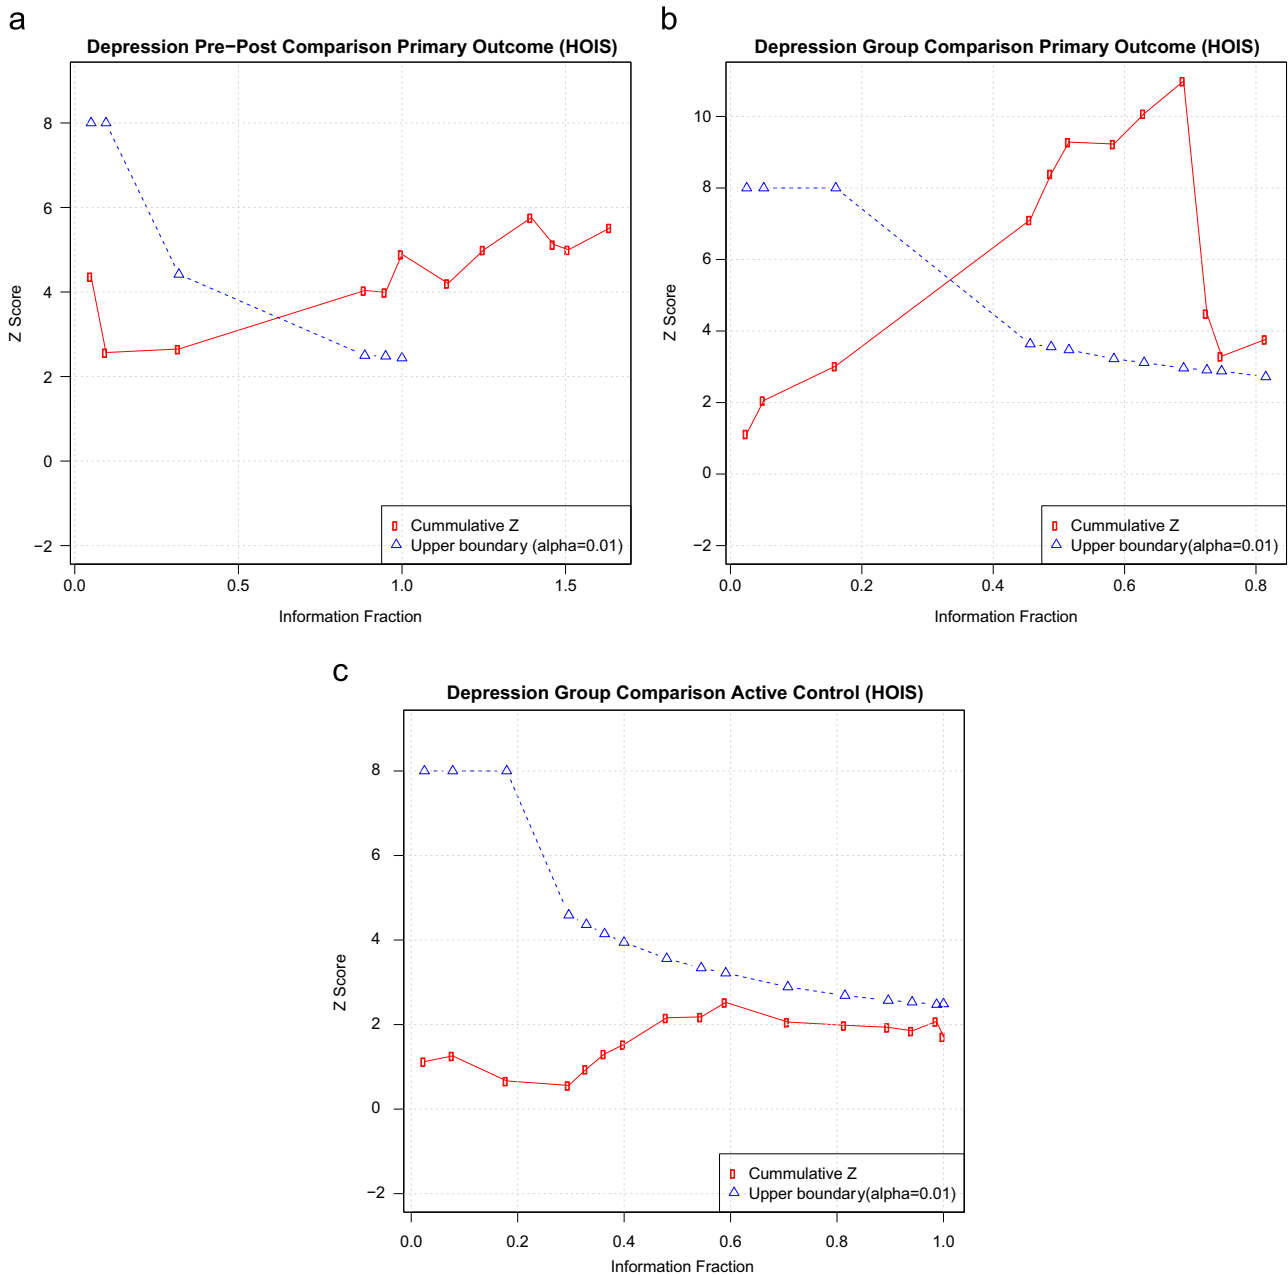 a
Depression Pre−Post Comparison Primary Outcome (HOIS)
8
6
4
2
0
−2
Z Score
0.0 0.5 1.0 1.5
Information Fraction
Cummulative Z
Upper boundary (alpha=0.01)
b
Depression Group Comparison Primary Outcome (HOIS)
10
8
6
4
2
0
−2
Z Score
0.0 0.2 0.4 0.6 0.8
Information Fraction
Cummulative Z
Upper boundary(alpha=0.01)
c
Depression Group Comparison Active Control (HOIS)
8
6
4
2
0
−2
Z Score
0.0 0.2 0.4 0.6 0.8 1.0
Information Fraction
Cummulative Z
Upper boundary(alpha=0.01)